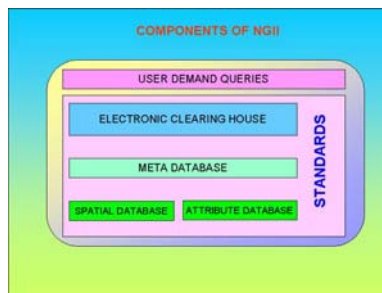 COMPONENTS OF NGII
USER DEMAND QUERIES
ELECTRONIC CLEARING HOUSE
META DATABASE
SPATIAL DATABASE
ATTRIBUTE DATABASE
STANDARDS